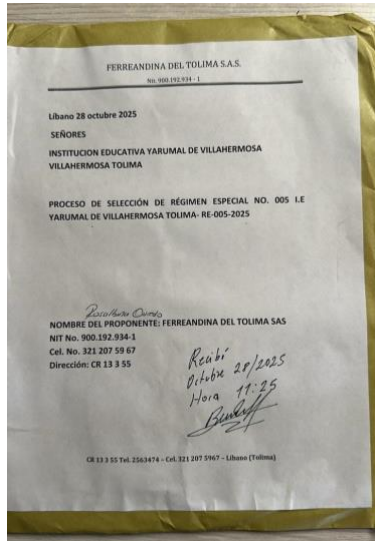 FERREANDINA DEL TOLIMA S.A.S.
No. 900.192.934 - 1
Líbano 28 octubre 2025
SEÑORES
INSTITUCION EDUCATIVA YARUMAL DE VILLAHERMOSA
VILLAHERMOSA TOLIMA
PROCESO DE SELECCIÓN DE RÉGIMEN ESPECIAL NO. 005 I.E
YARUMAL DE VILLAHERMOSA TOLIMA- RE-005-2025
NOMBRE DEL PROPONENTE: FERREANDINA DEL TOLIMA SAS
NIT No. 900.192.934-1
Cel. No. 321 207 59 67
Dirección: CR 13 3 55
Recibí
Octubre 28/2025
Hora 11:25
CR 13 3 55 Tel. 2563474 – Cel. 321 207 5967 – Líbano (Tolima)